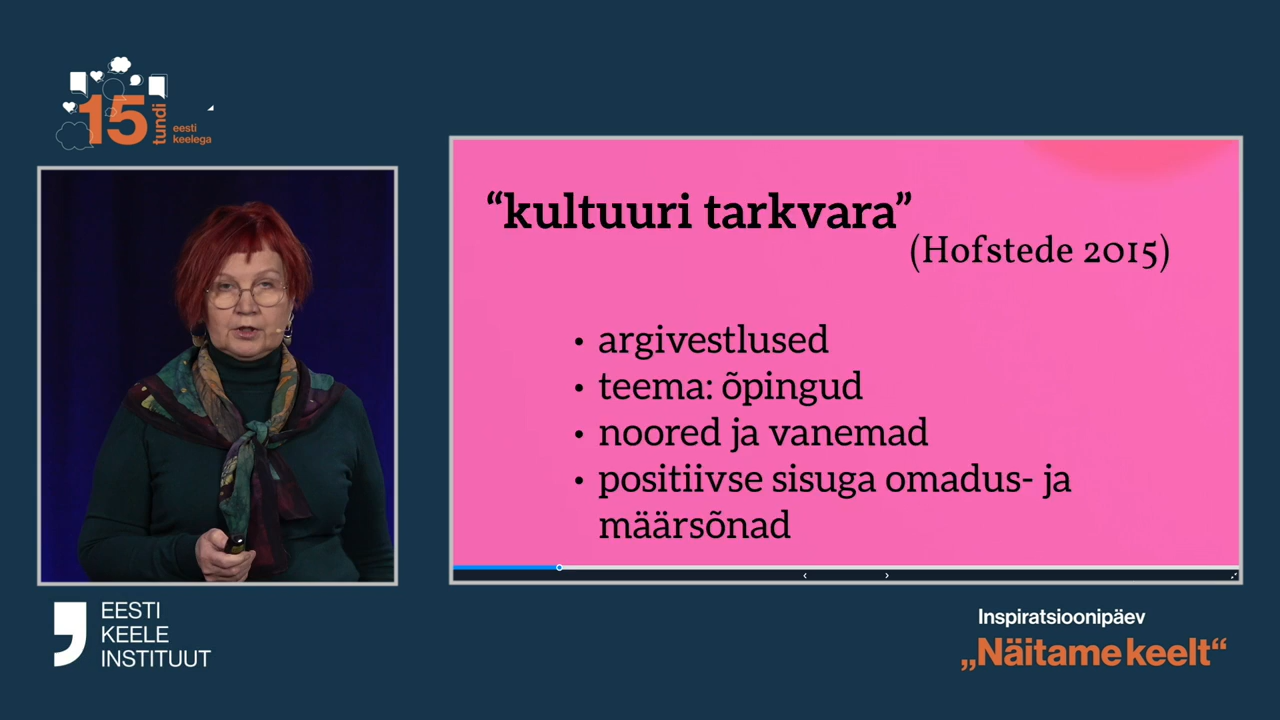 15
tundi
eesti
keelega
“kultuuri tarkvara”
(Hofstede 2015)
• argivestlused
• teema: õpingud
• noored ja vanemad
• positiivse sisuga omadus- ja
määrsõnad
EESTI
KEELE
INSTITUUT
Inspiratsioonipäev
„Näitame keelt“